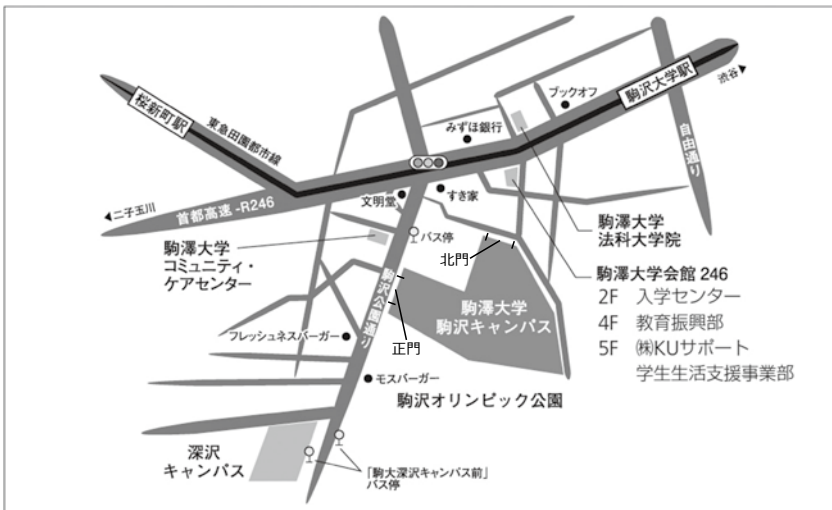 駒沢大学駅
渋谷▶
ブックオフ
桜新町駅
東急田園都市線
みずほ銀行
自由通り
◀二子玉川
首都高速-R246
文明堂
すき家
バス停
駒澤大学
法科大学院
駒澤大学
コミュニティ・
ケアセンター
北門
駒澤大学会館 246
2F 入学センター
4F 教育振興部
5F ㈱KUサポート
学生生活支援事業部
駒沢公園通り
駒澤大学
駒沢キャンパス
フレッシュネスバーガー
正門
モスバーガー
駒沢オリンピック公園
深沢
キャンパス
「駒大深沢キャンパス前」
バス停